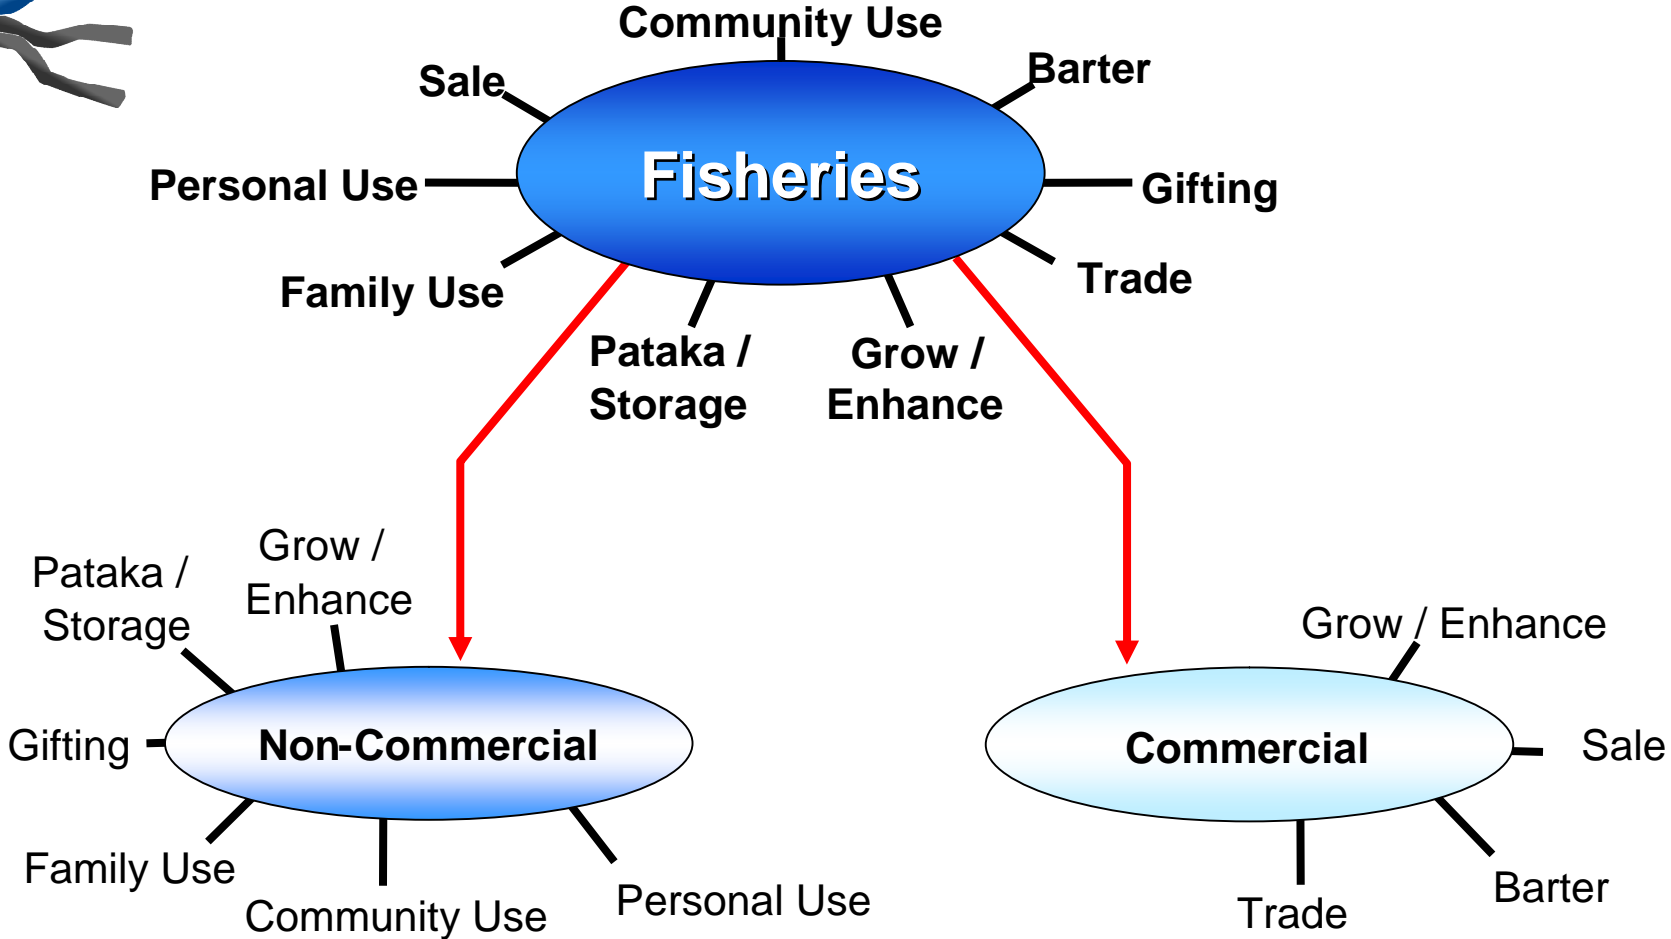 Community Use
Sale
Barter
Fisheries
Personal Use
Gifting
Family Use
Trade
Pataka /
Storage
Grow /
Enhance
Grow /
Enhance
Pataka /
Storage
Gifting
Non-Commercial
Family Use
Community Use
Personal Use
Grow / Enhance
Commercial
Sale
Barter
Trade